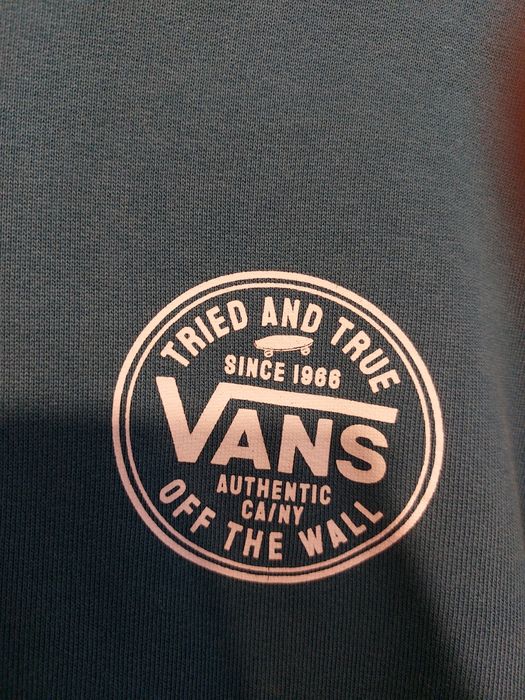 TRIED AND TRUE
SINCE 1966
VANS
AUTHENTIC
CA/NY
OFF THE WALL